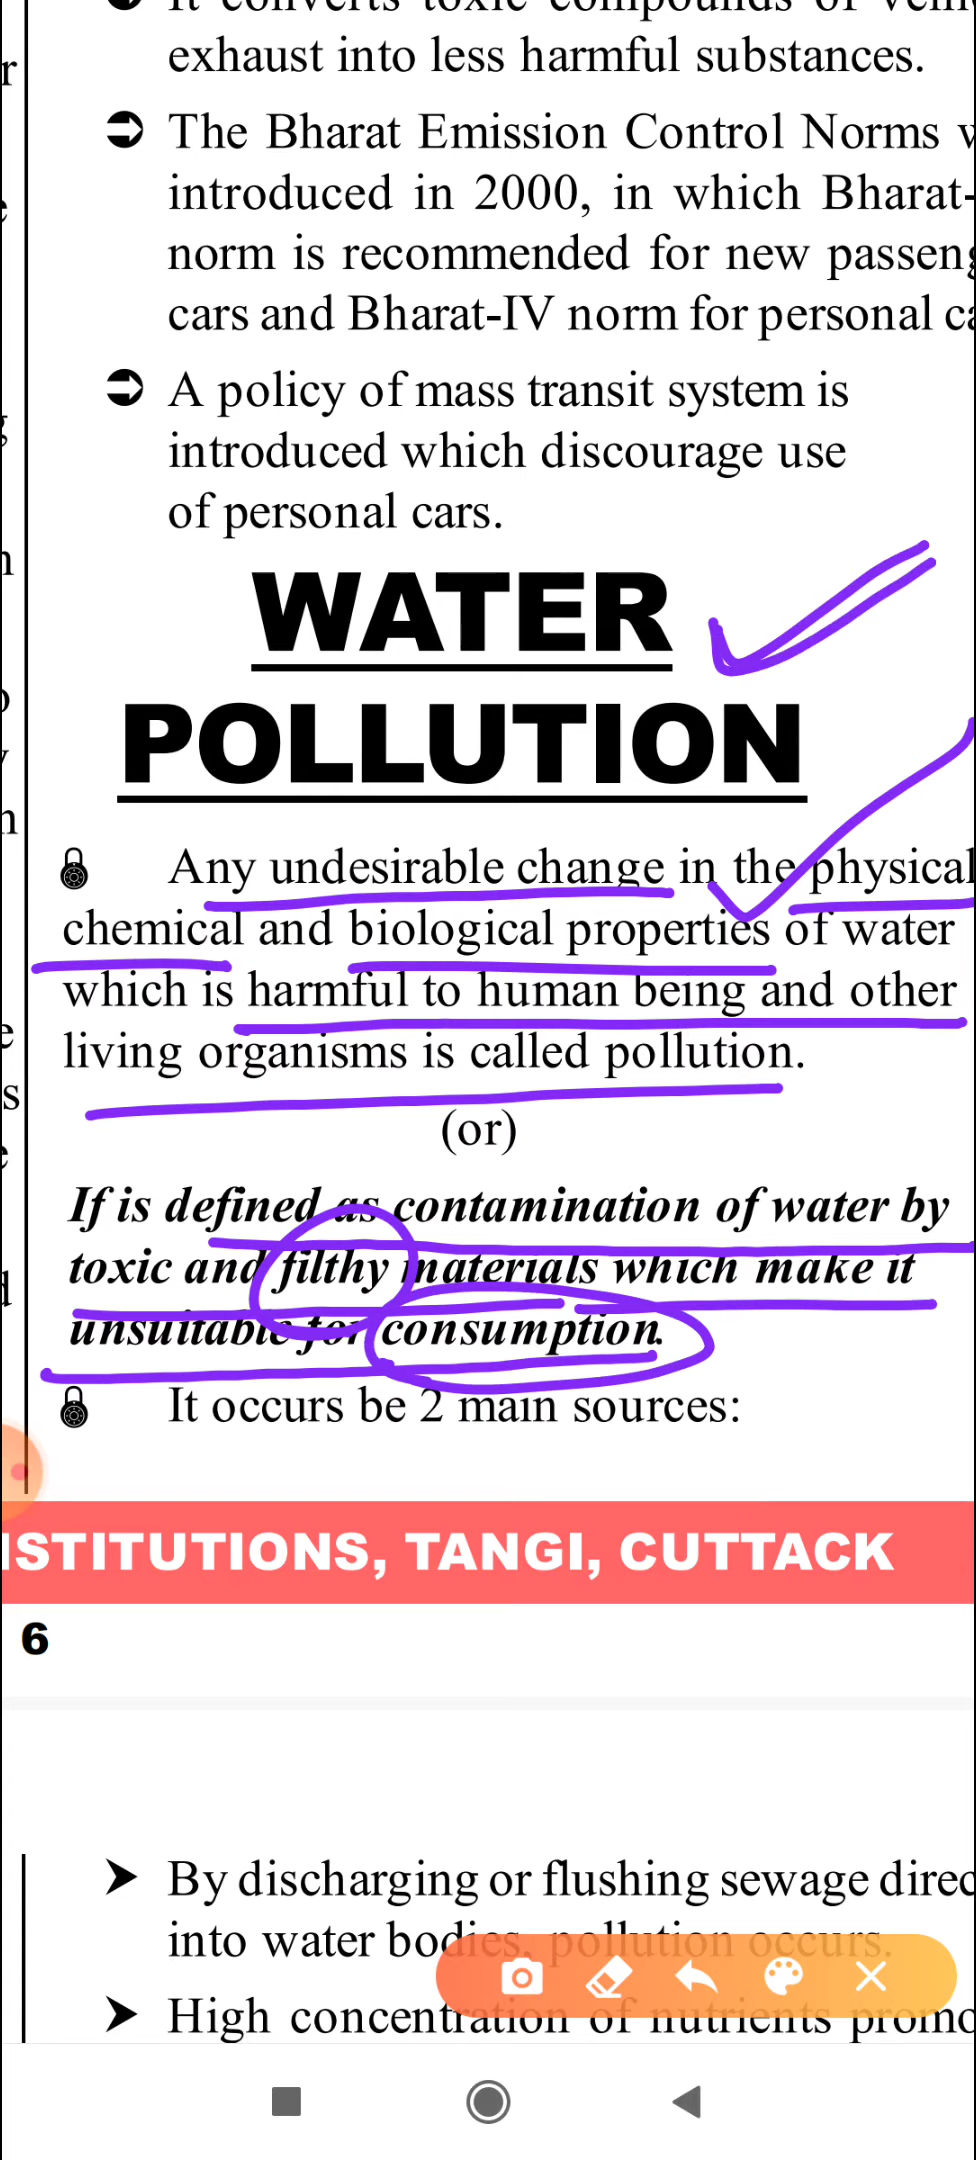 It converts toxic compounds of
exhaust into less harmful substances.
The Bharat Emission Control Norms
introduced in 2000, in which Bharat-
norm is recommended for new
cars and Bharat-IV norm for personal
A policy of mass transit system is
introduced which discourage use
of personal cars.
WATER
POLLUTION
Any undesirable change in the physical
chemical and biological properties of water
which is harmful to human being and other
living organisms is called pollution.
(or)
If is defined as contamination of water by
toxic and filthy materials which make it
unsuitable for consumption.
It occurs be 2 main sources:
STITUTIONS, TANGI, CUTTACK
6
By discharging or flushing sewage
into water bodies, pollution occurs.
High concentration of nutrients